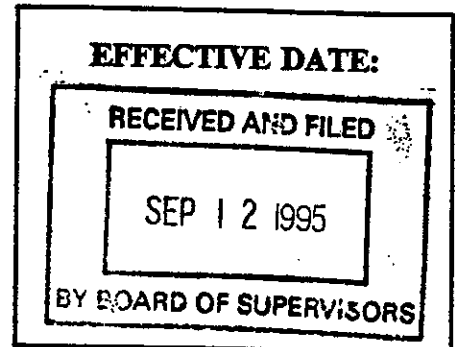 EFFECTIVE DATE:
RECEIVED AND FILED
SEP 12 1995
BY BOARD OF SUPERVISORS